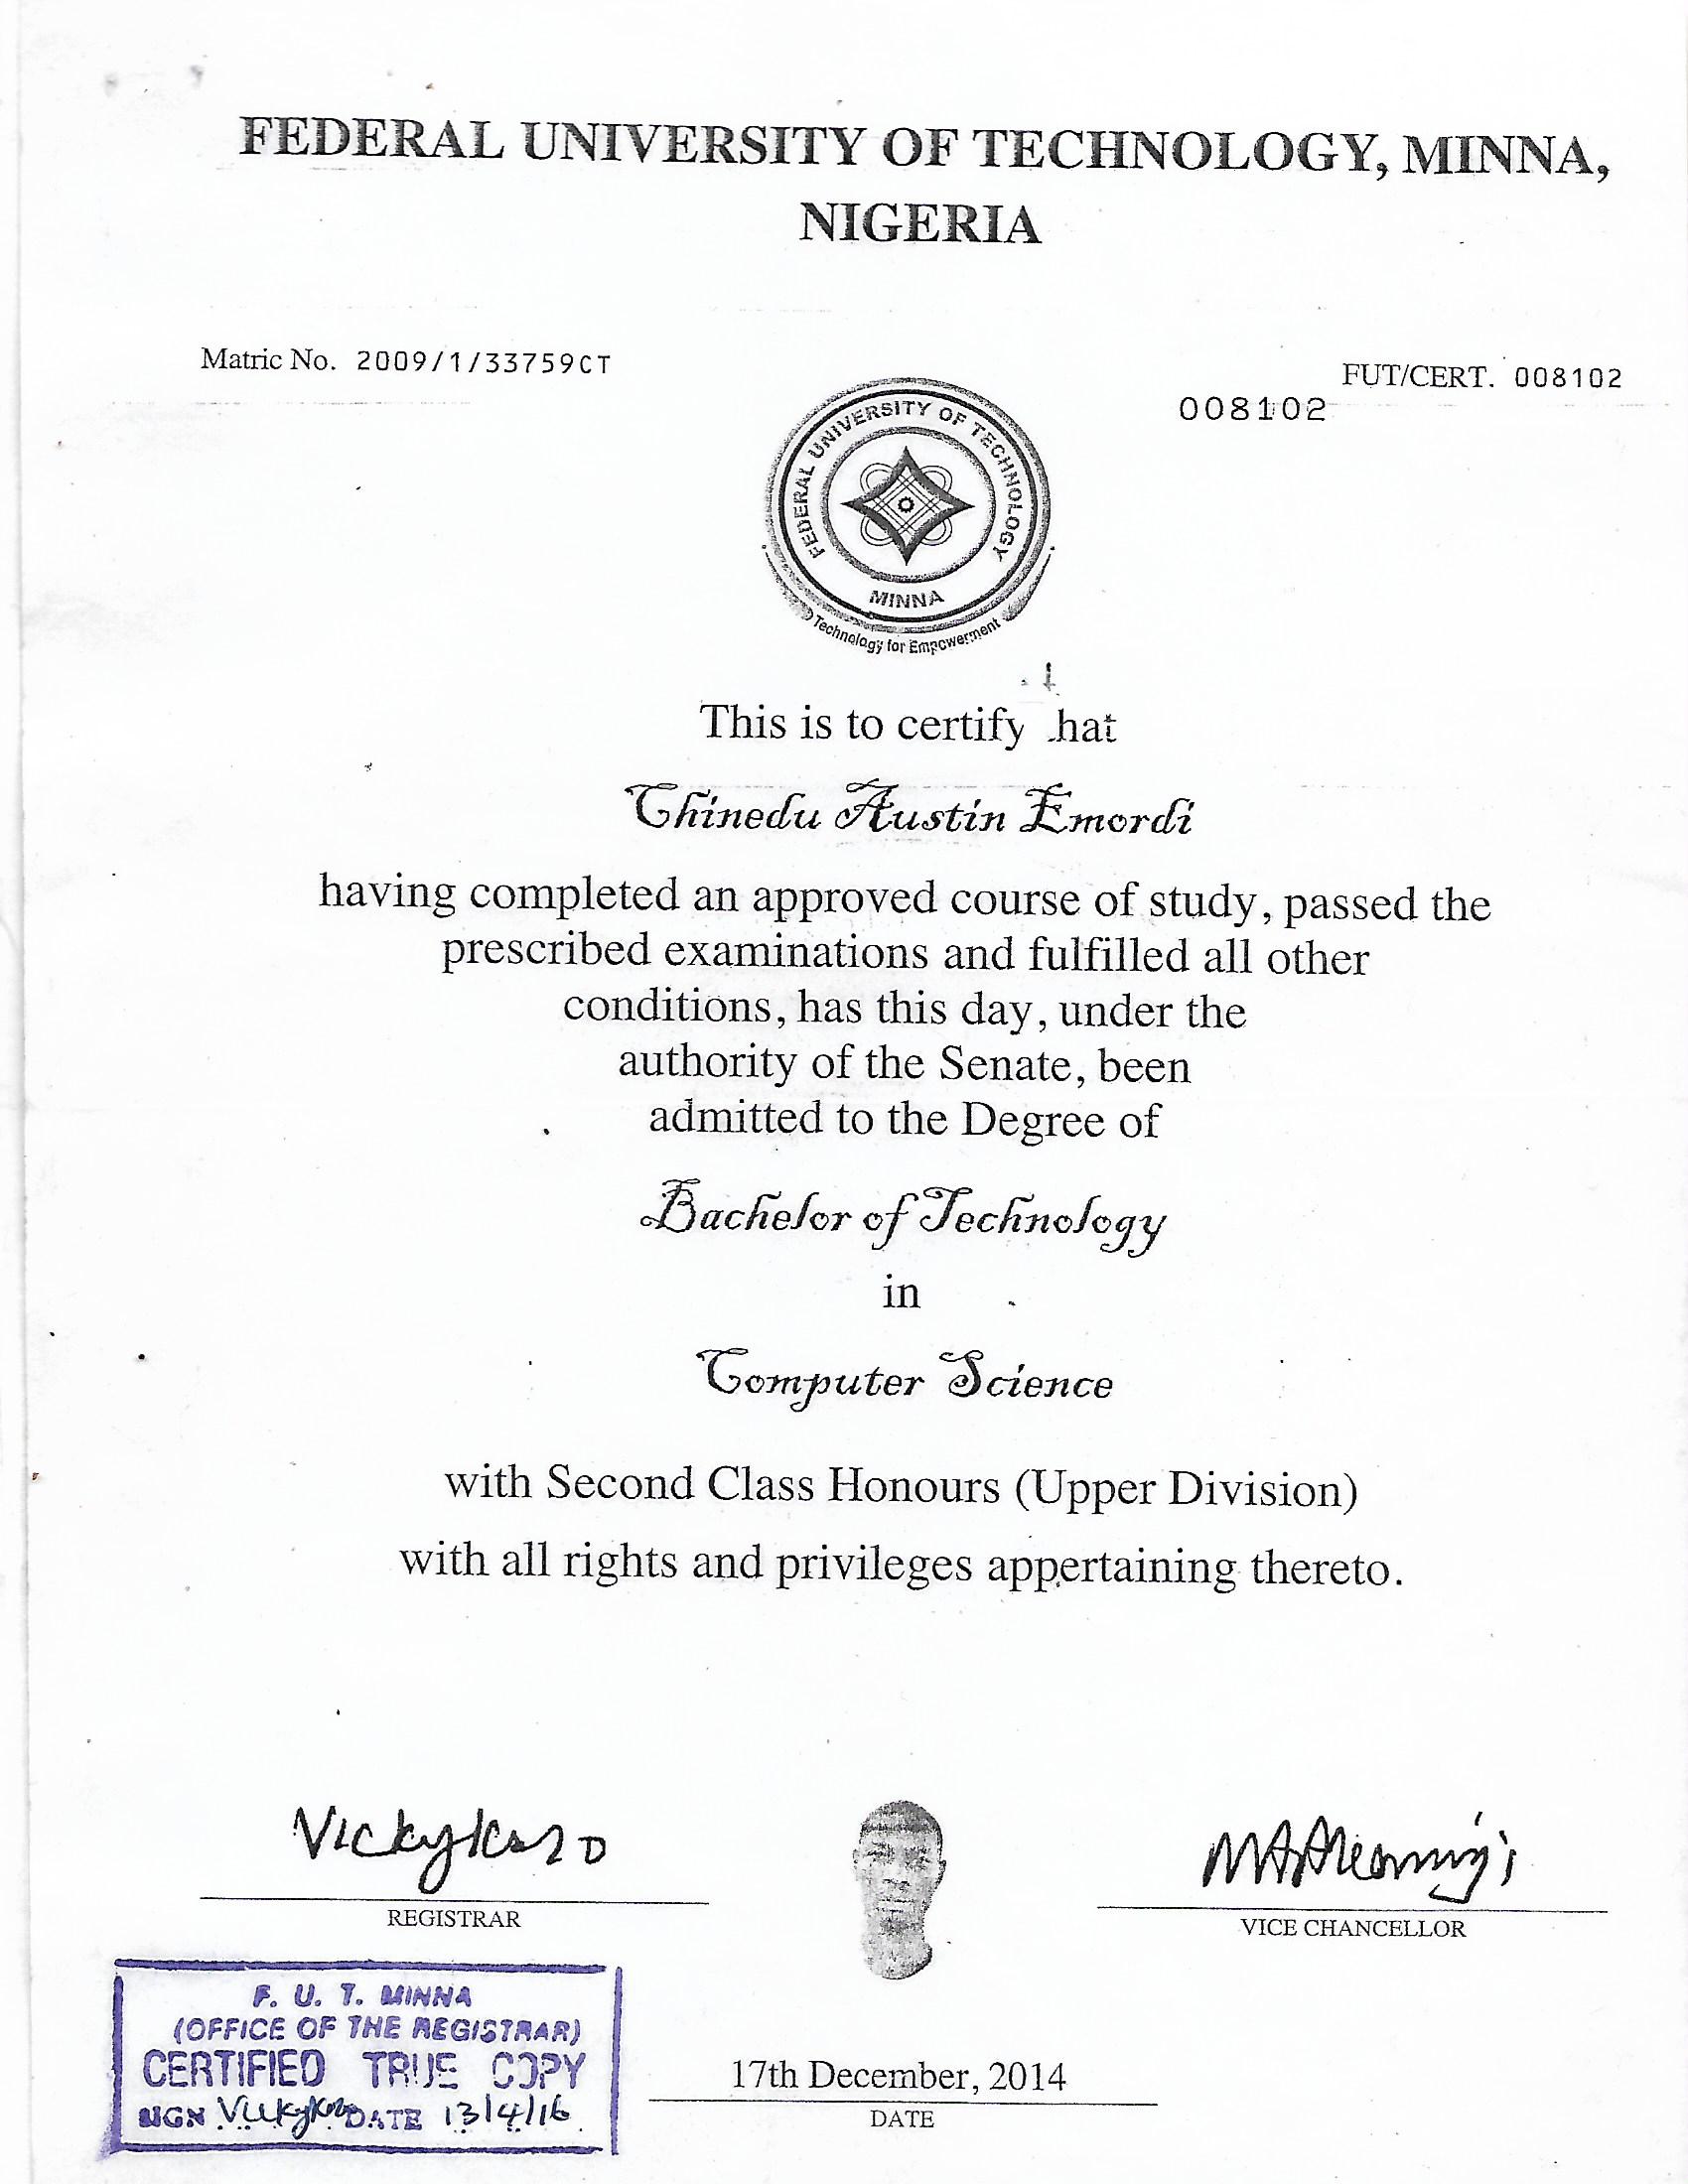 FEDERAL UNIVERSITY OF TECHNOLOGY, MINNA,
NIGERIA
Matric No. 2009/1/33759CT
FUT/CERT. 008102
008102
FEDERAL UNIVERSITY OF TECHNOLOGY
MINNA
Technology for Empowerment
This is to certify that
Chinedu Austin Emordi
having completed an approved course of study, passed the
prescribed examinations and fulfilled all other
conditions, has this day, under the
authority of the Senate, been
admitted to the Degree of
Bachelor of Technology
in
Computer Science
with Second Class Honours (Upper Division)
with all rights and privileges appertaining thereto.
REGISTRAR
VICE CHANCELLOR
F. U. T. MINNA
(OFFICE OF THE REGISTRAR)
CERTIFIED TRUE COPY
SIGN DATE 13/4/16
17th December, 2014
DATE